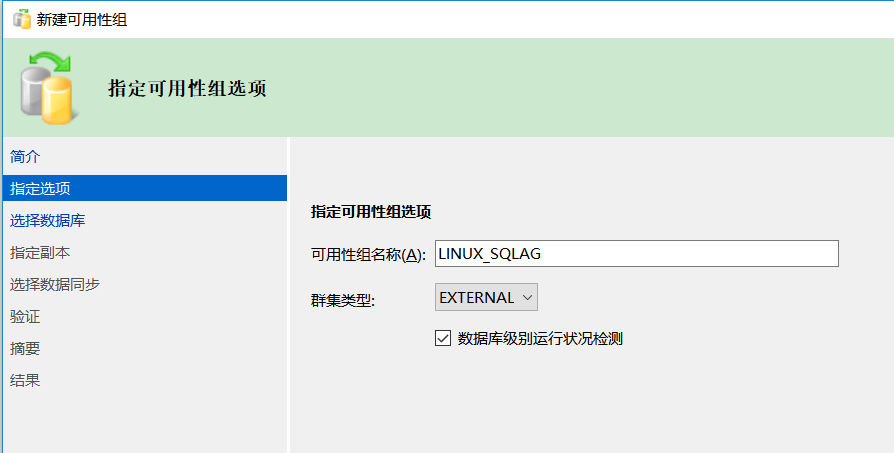 新建可用性组
指定可用性组选项
简介
指定选项
选择数据库
指定副本
选择数据同步
验证
摘要
结果
指定可用性组选项
可用性组名称(A): LINUX_SQLAG
群集类型: EXTERNAL
数据库级别运行状况检测